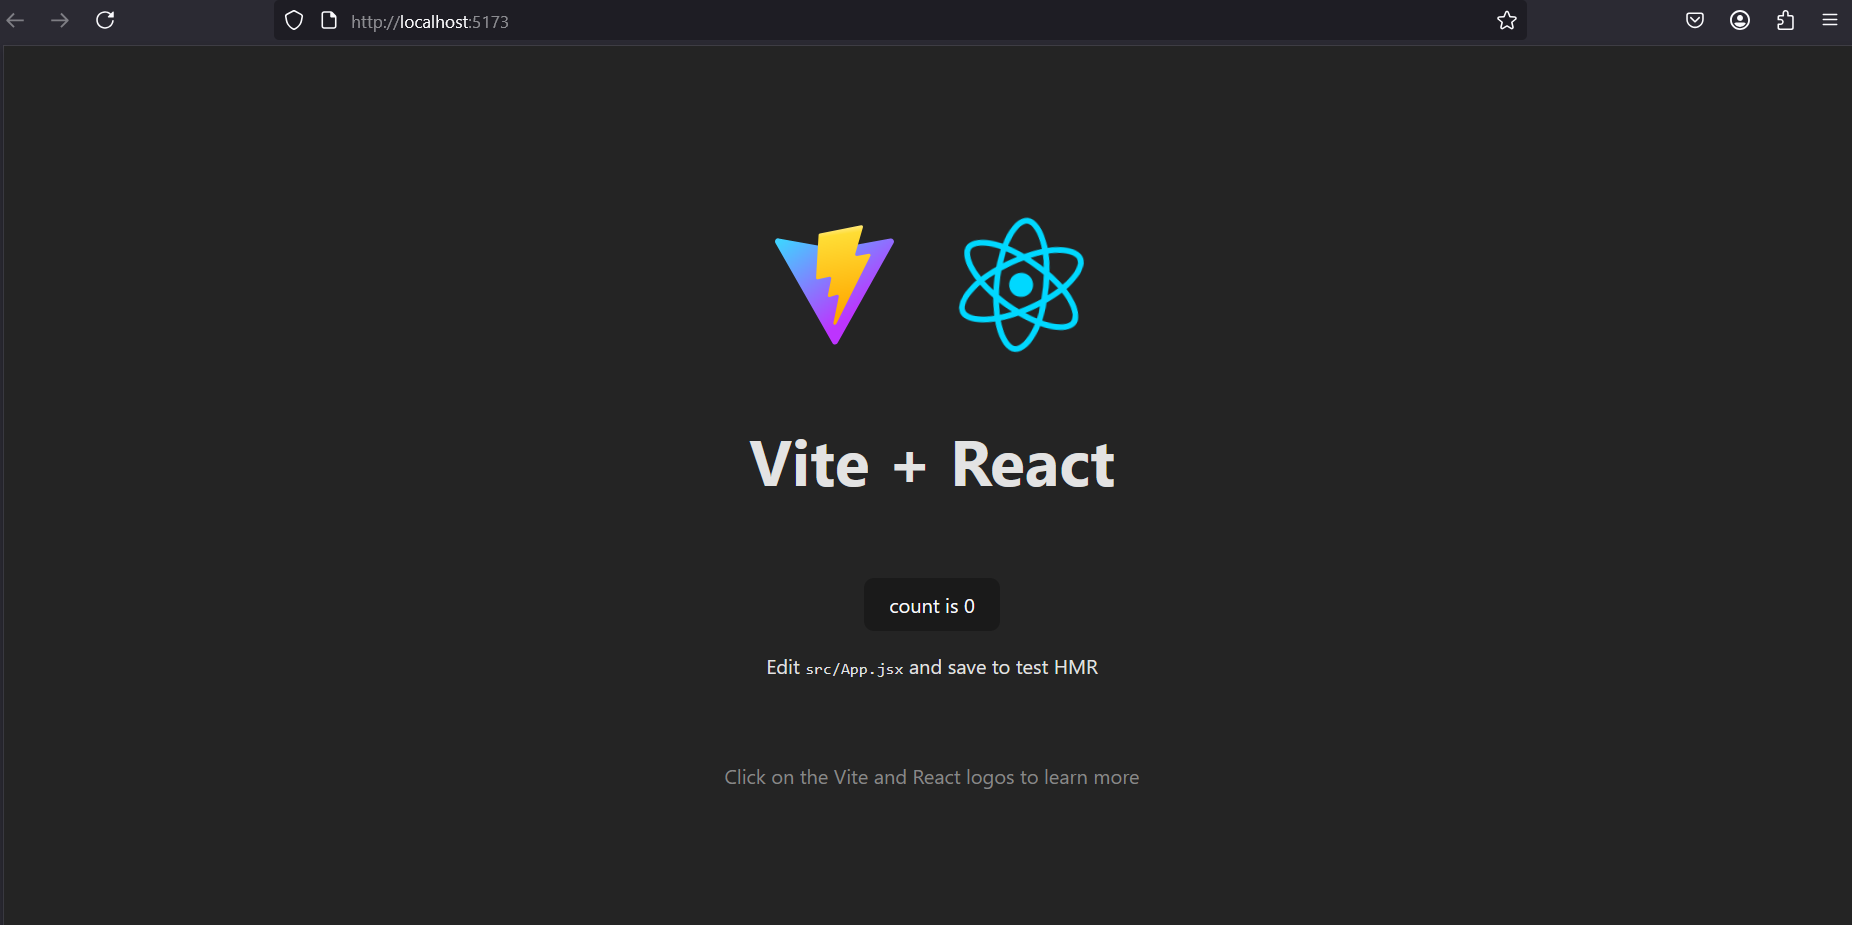 http://localhost:5173
Vite + React
count is 0
Edit src/App.jsx and save to test HMR
Click on the Vite and React logos to learn more